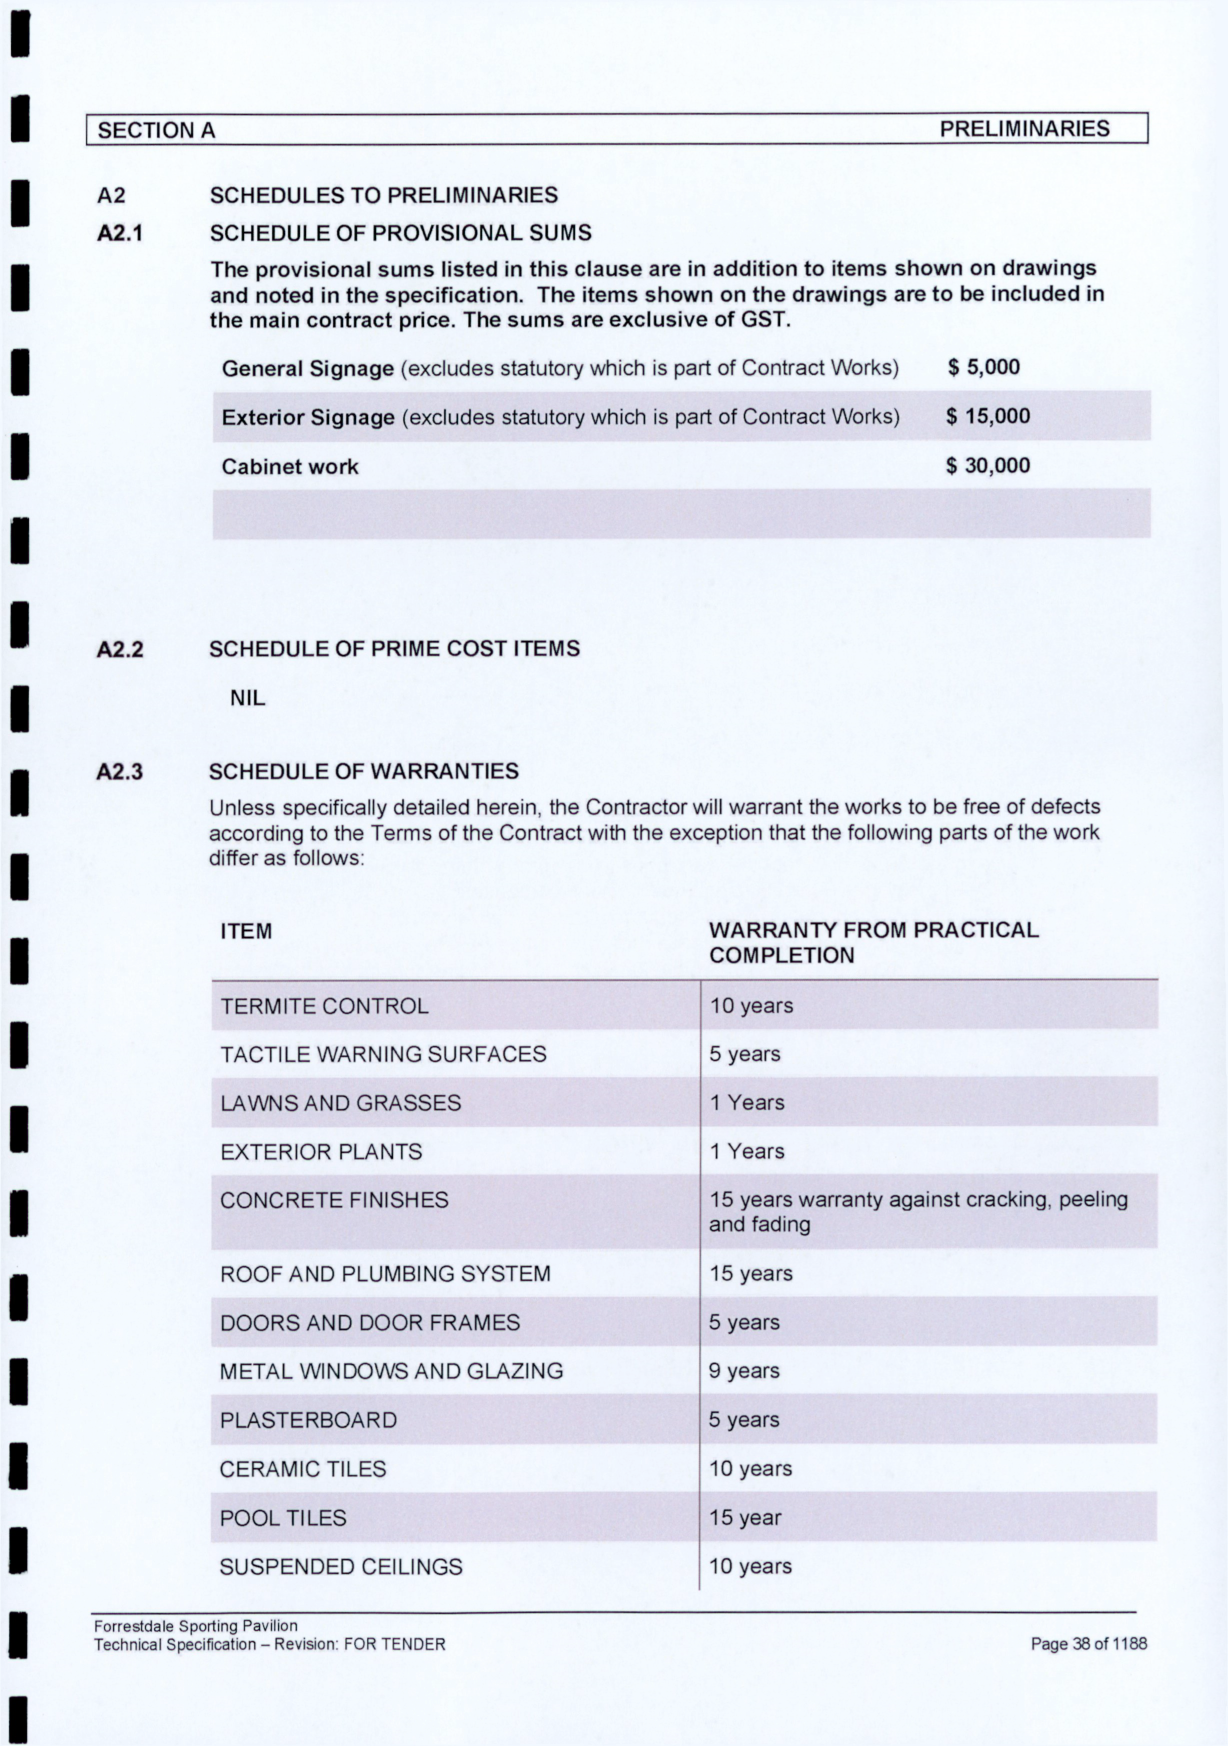 SECTION A PRELIMINARIES
A2 SCHEDULES TO PRELIMINARIES
A2.1 SCHEDULE OF PROVISIONAL SUMS
The provisional sums listed in this clause are in addition to items shown on drawings
and noted in the specification. The items shown on the drawings are to be included in
the main contract price. The sums are exclusive of GST.
General Signage (excludes statutory which is part of Contract Works) $ 5,000
Exterior Signage (excludes statutory which is part of Contract Works) $ 15,000
Cabinet work $ 30,000
A2.2 SCHEDULE OF PRIME COST ITEMS
NIL
A2.3 SCHEDULE OF WARRANTIES
Unless specifically detailed herein, the Contractor will warrant the works to be free of defects
according to the Terms of the Contract with the exception that the following parts of the work
differ as follows:
ITEM WARRANTY FROM PRACTICAL
COMPLETION
TERMITE CONTROL 10 years
TACTILE WARNING SURFACES 5 years
LAWNS AND GRASSES 1 Years
EXTERIOR PLANTS 1 Years
CONCRETE FINISHES 15 years warranty against cracking, peeling
and fading
ROOF AND PLUMBING SYSTEM 15 years
DOORS AND DOOR FRAMES 5 years
METAL WINDOWS AND GLAZING 9 years
PLASTERBOARD 5 years
CERAMIC TILES 10 years
POOL TILES 15 year
SUSPENDED CEILINGS 10 years
Forrestdale Sporting Pavilion
Technical Specification – Revision: FOR TENDER Page 38 of 1188